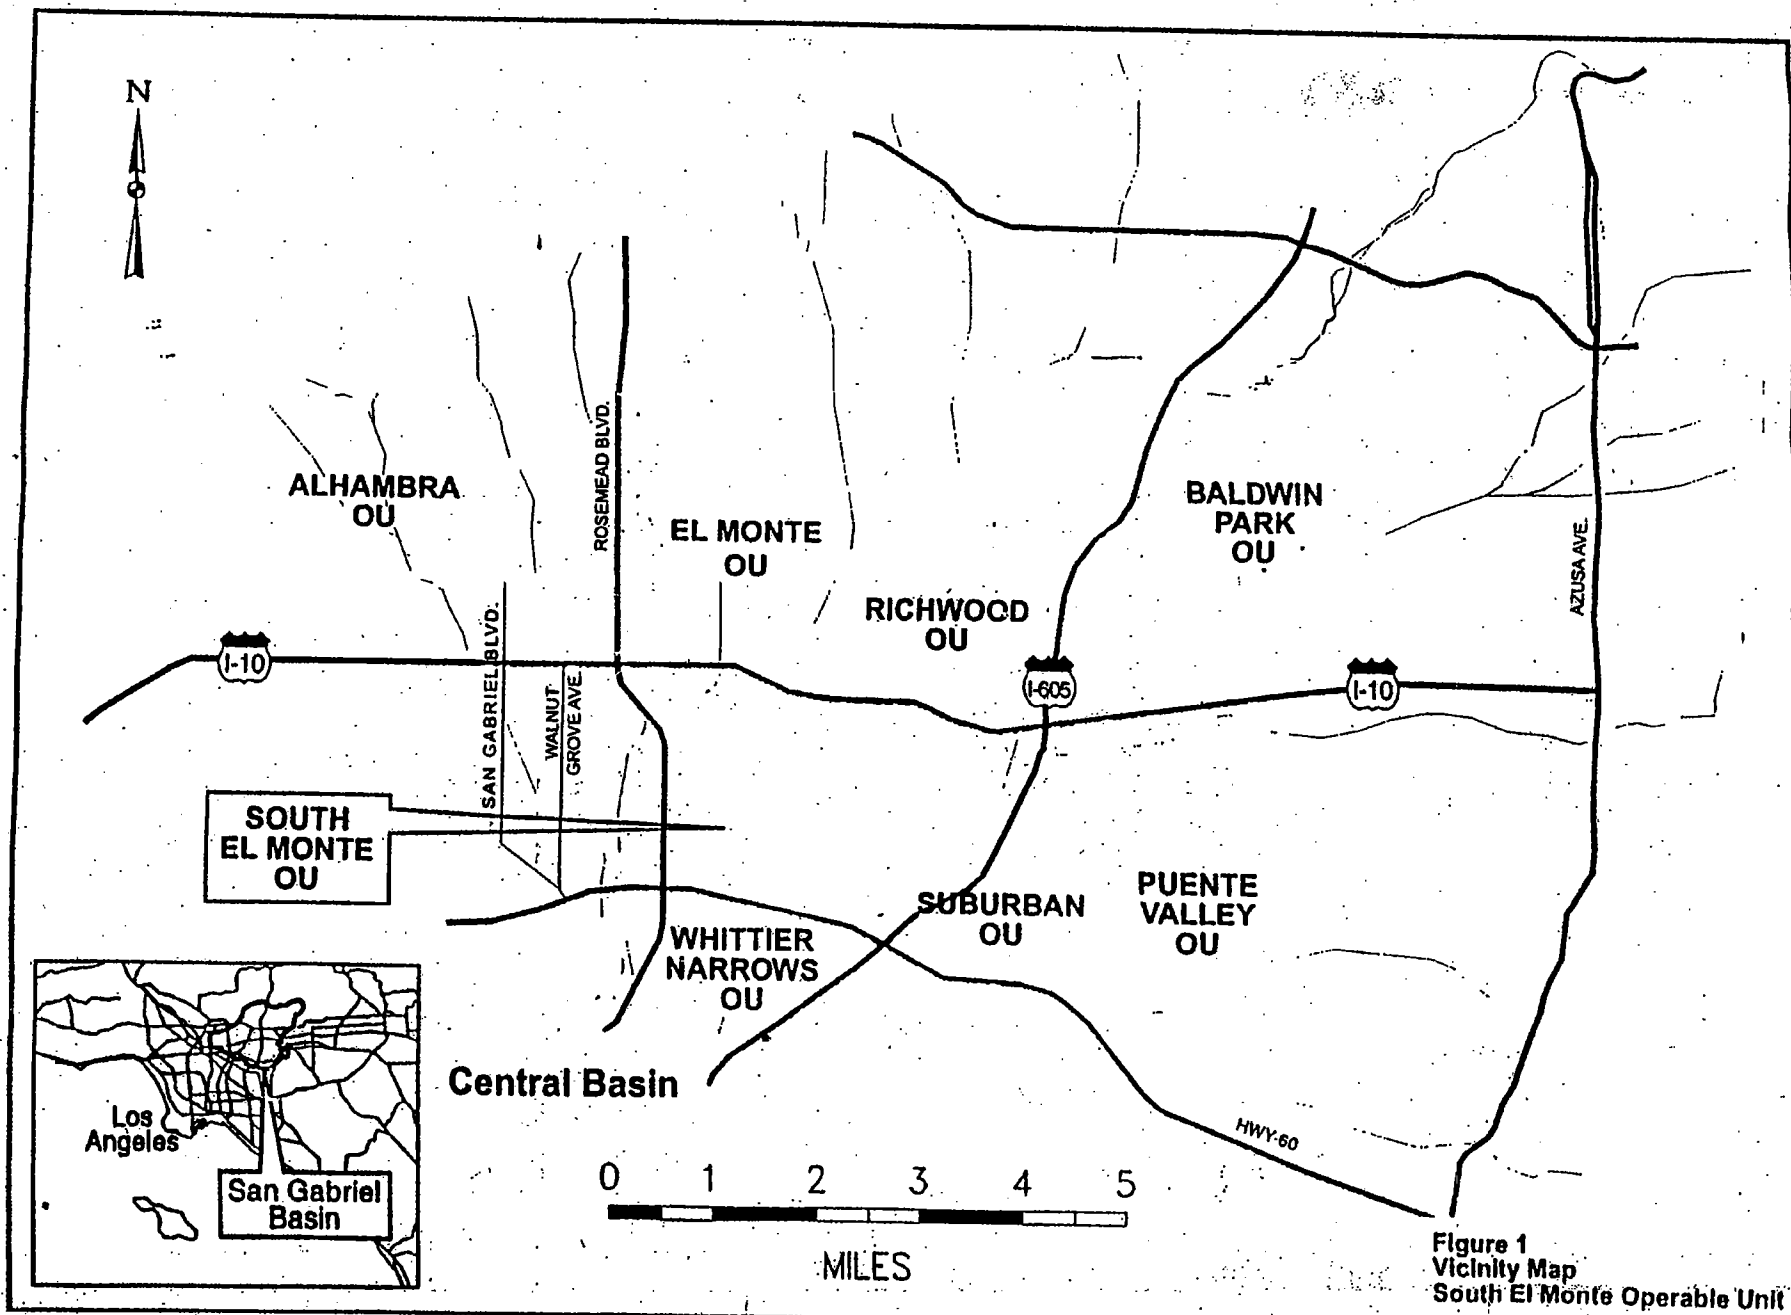 N
ROSEMEAD BLVD.
ALHAMBRA
OU
EL MONTE
OU
BALDWIN
PARK
OU
AZUSA AVE.
RICHWOOD
OU
I-10
SAN GABRIEL BLVD.
WALNUT
GROVE AVE.
I-605
I-10
SOUTH
EL MONTE
OU
SUBURBAN
OU
PUENTE
VALLEY
OU
WHITTIER
NARROWS
OU
Central Basin
Los
Angeles
San Gabriel
Basin
HWY-60
0 1 2 3 4 5
MILES
Figure 1
Vicinity Map
South El Monte Operable Unit